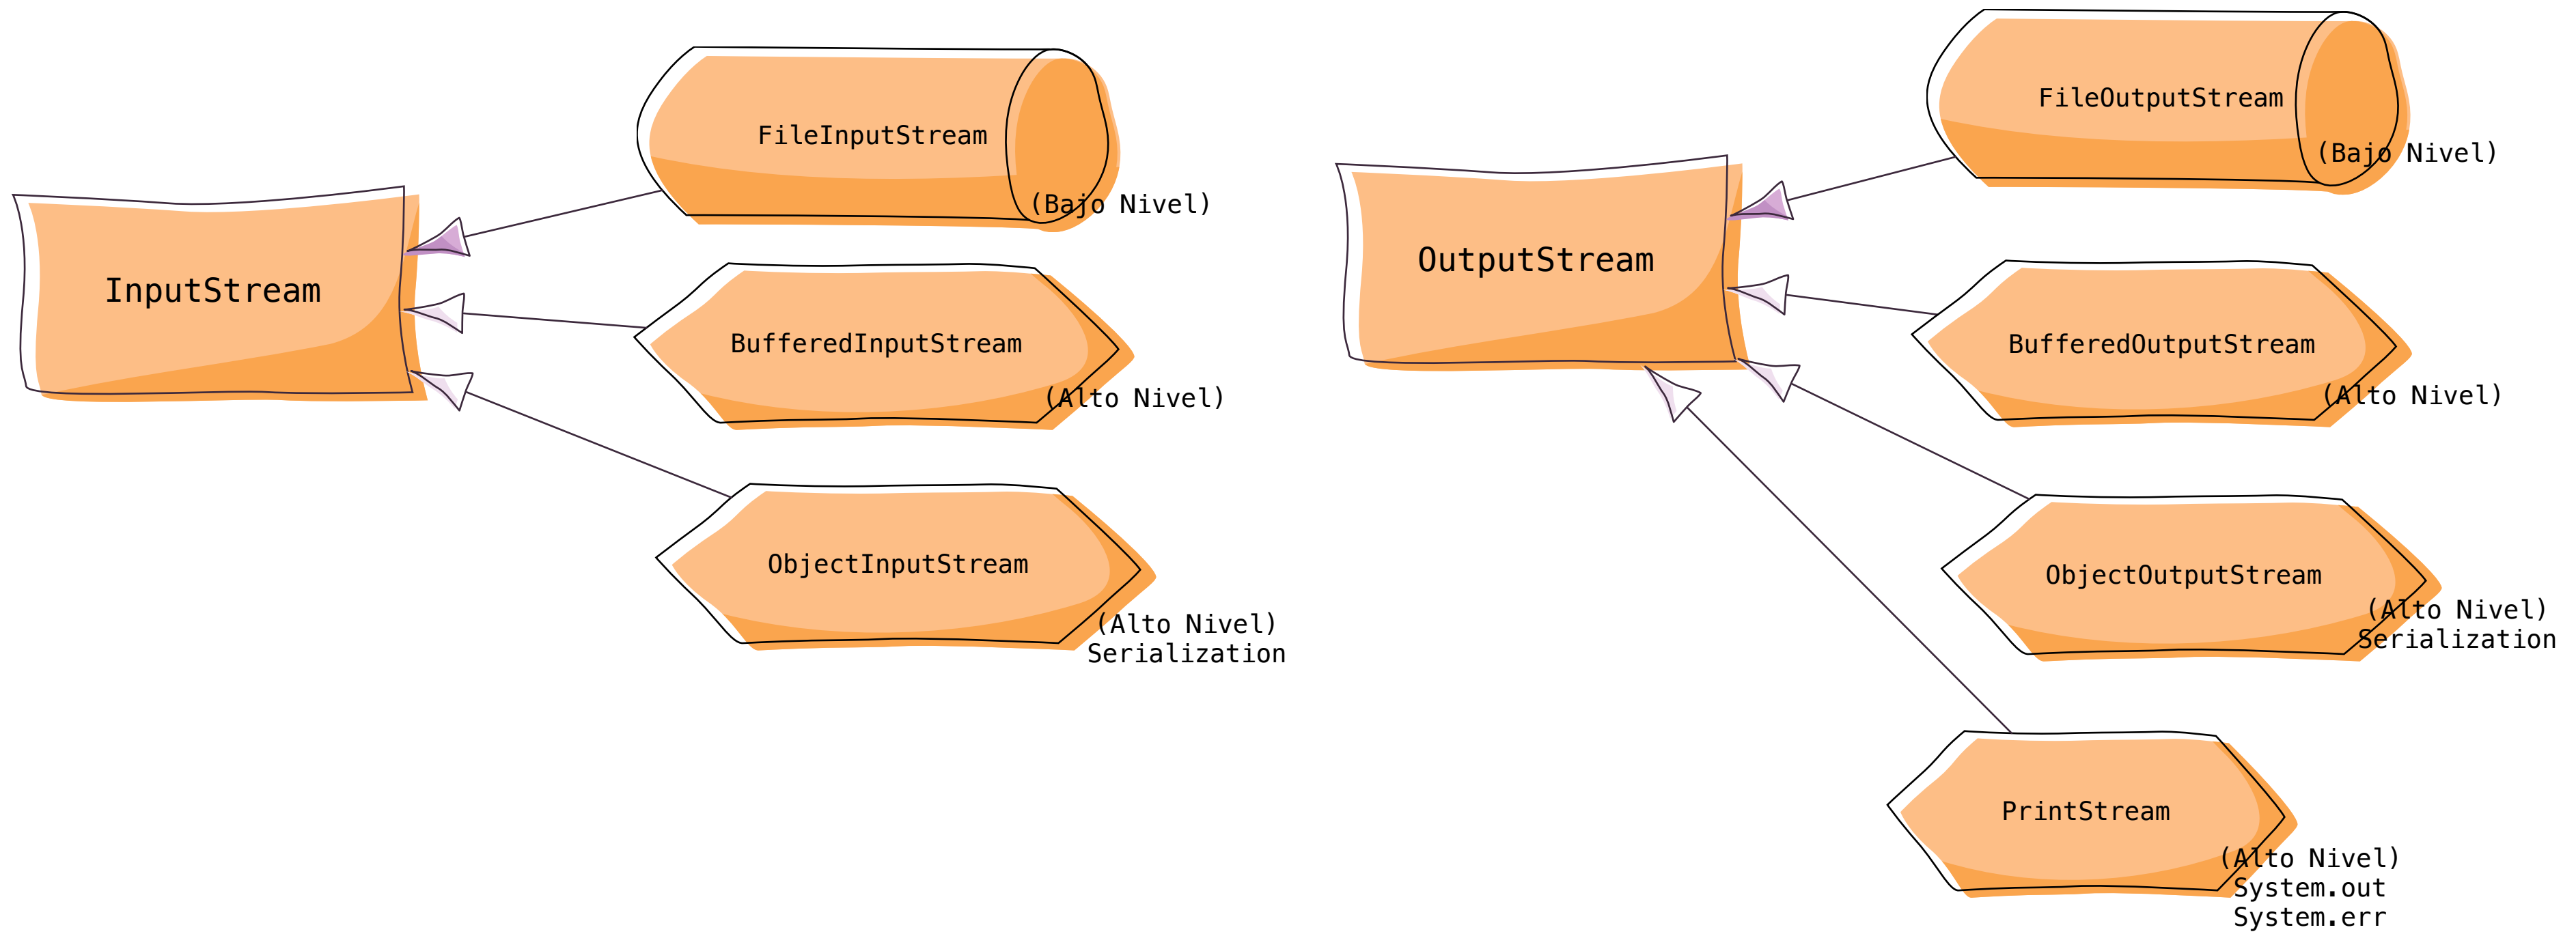 InputStream
FileInputStream
(Bajo Nivel)
BufferedInputStream
(Alto Nivel)
ObjectInputStream
(Alto Nivel)
Serialization
OutputStream
FileOutputStream
(Bajo Nivel)
BufferedOutputStream
(Alto Nivel)
ObjectOutputStream
(Alto Nivel)
Serialization
PrintStream
(Alto Nivel)
System.out
System.err